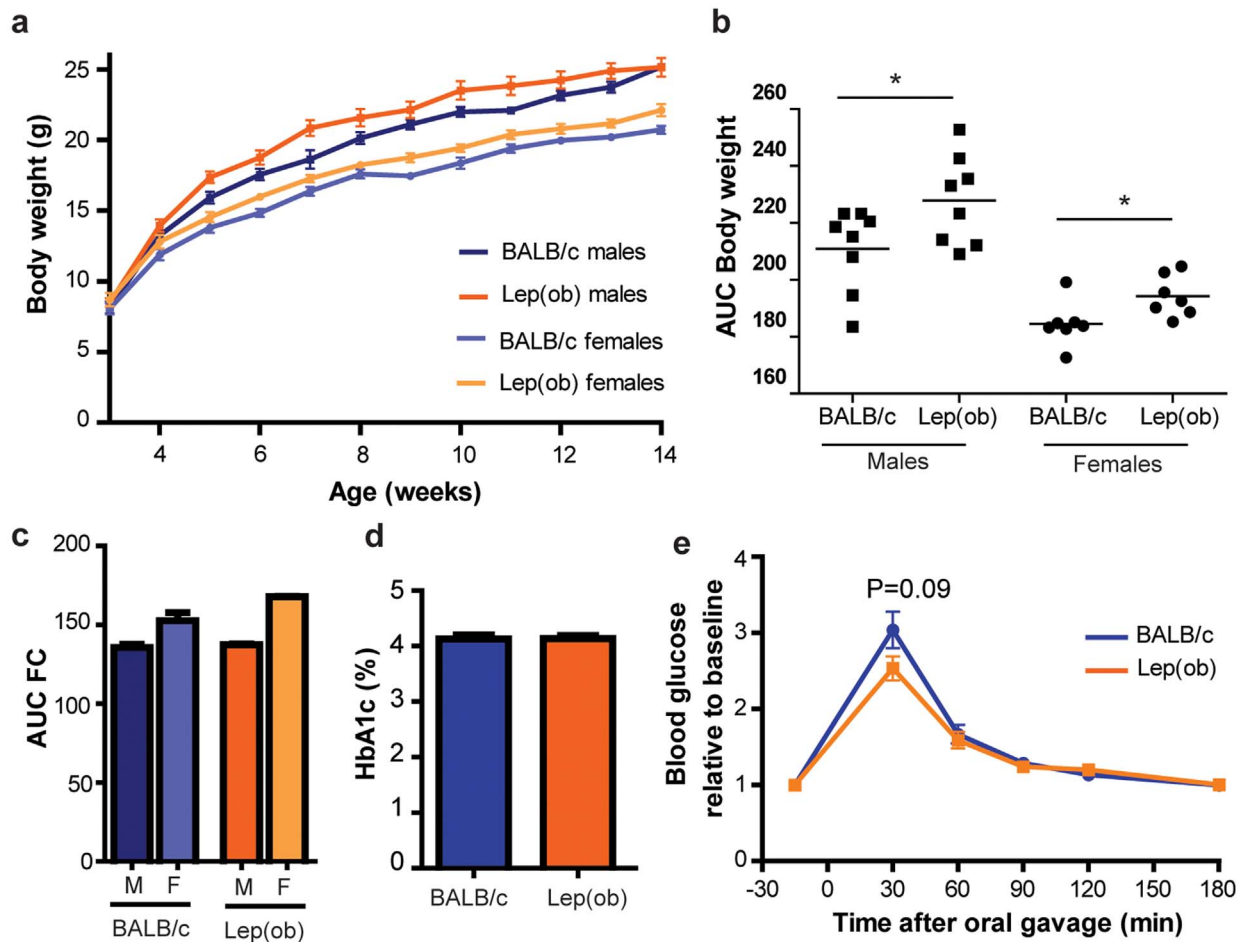 a
Body weight (g)
25
20
15
10
5
0
4
6
8
10
12
14
Age (weeks)
BALB/c males
Lep(ob) males
BALB/c females
Lep(ob) females
b
AUC Body weight
260
240
220
200
180
160
*
*
BALB/c Lep(ob) BALB/c Lep(ob)
Males Females
c
AUC FC
200
150
100
50
0
M F M F
BALB/c Lep(ob)
d
HbA1c (%)
5
4
3
2
1
0
BALB/c Lep(ob)
e
Blood glucose
relative to baseline
4
3
2
1
0
P=0.09
BALB/c
Lep(ob)
-30 0 30 60 90 120 150 180
Time after oral gavage (min)